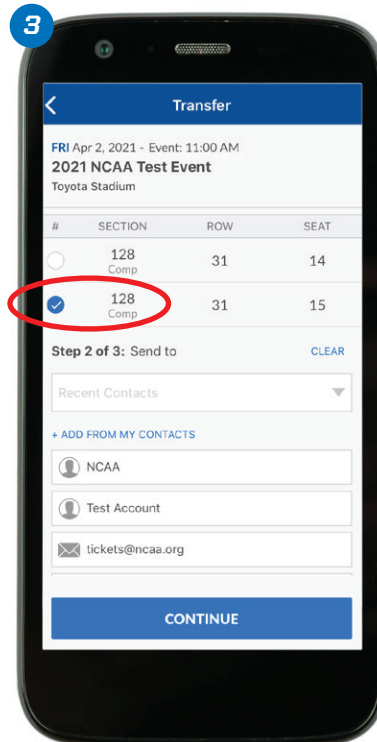 3
Transfer
FRI Apr 2, 2021 - Event: 11:00 AM
2021 NCAA Test Event
Toyota Stadium
# SECTION ROW SEAT
128 31 14
Comp
128 31 15
Comp
Step 2 of 3: Send to CLEAR
Recent Contacts
+ ADD FROM MY CONTACTS
NCAA
Test Account
tickets@ncaa.org
CONTINUE